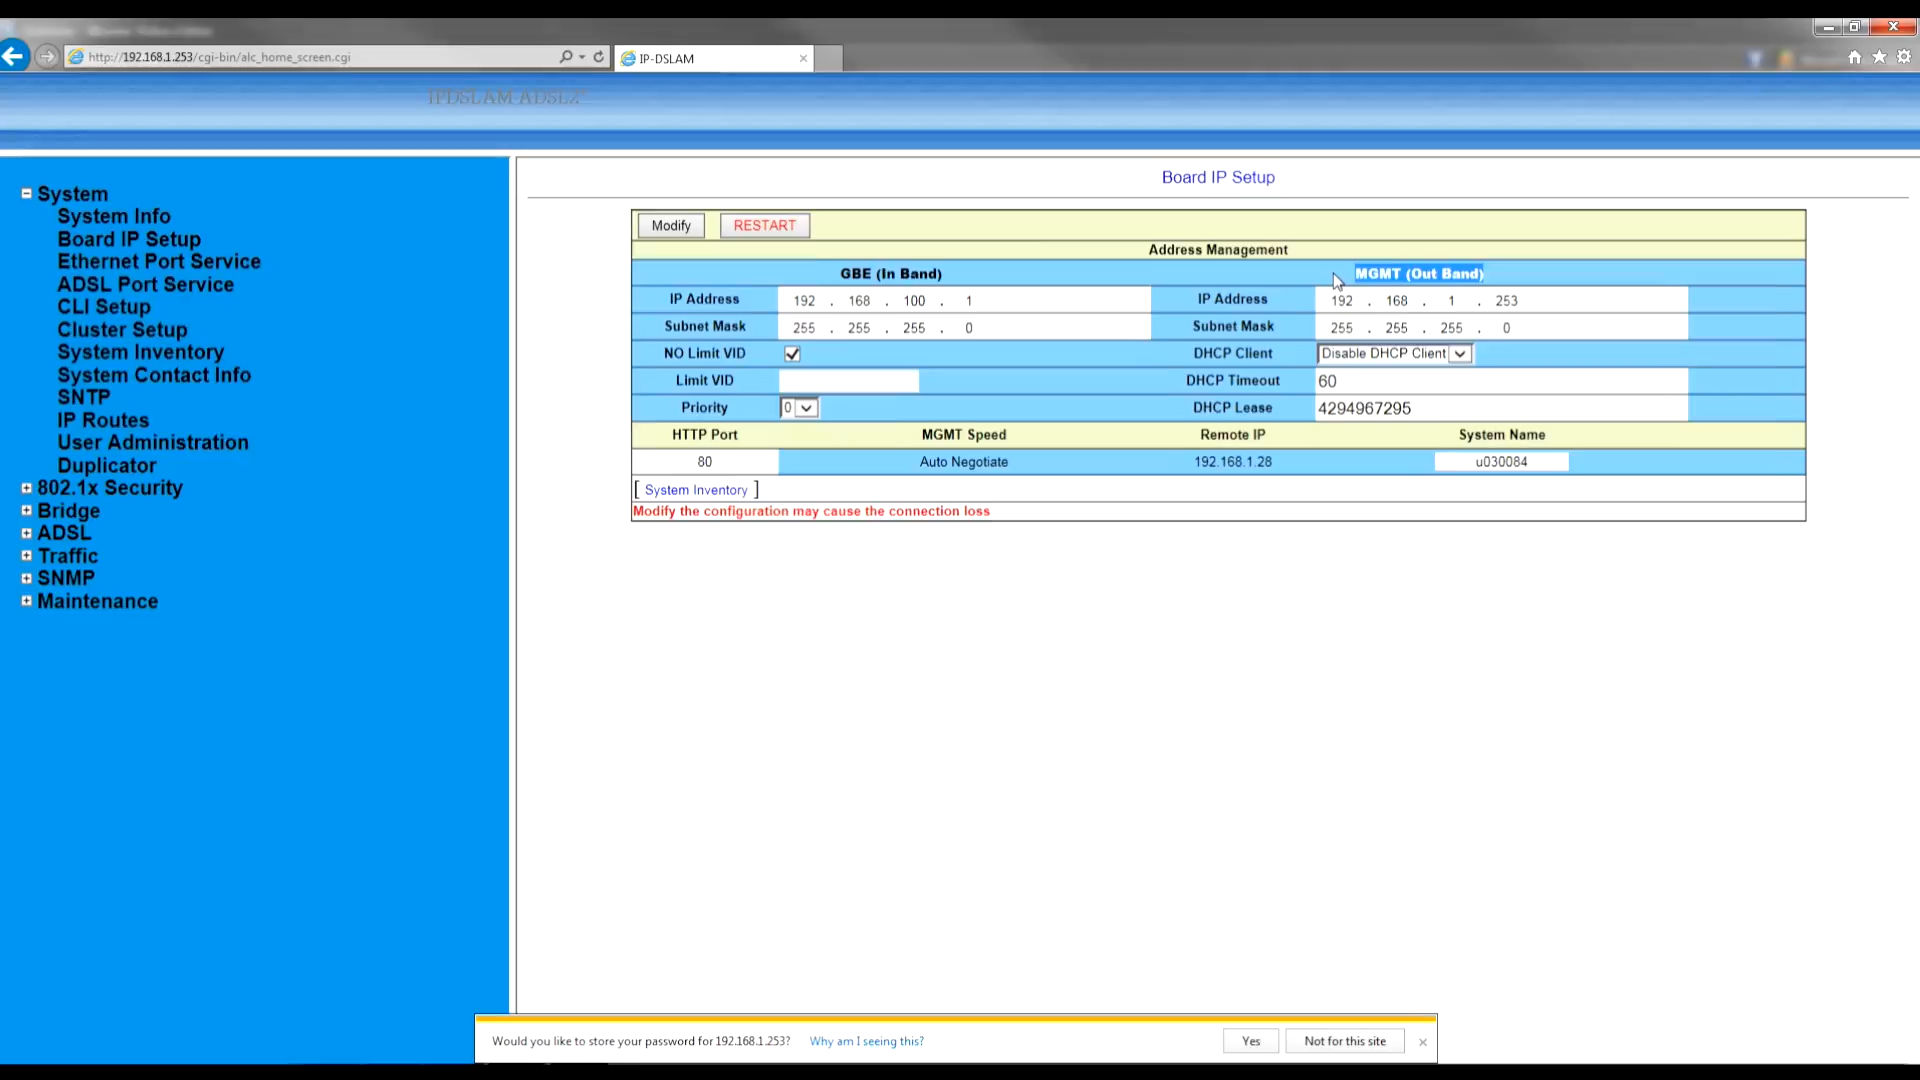 http://192.168.1.253/cgi-bin/alc_home_screen.cgi
IP-DSLAM
IPDSLAM ADSL2
System
System Info
Board IP Setup
Ethernet Port Service
ADSL Port Service
CLI Setup
Cluster Setup
System Inventory
System Contact Info
SNTP
IP Routes
User Administration
Duplicator
802.1x Security
Bridge
ADSL
Traffic
SNMP
Maintenance
Board IP Setup
Modify RESTART
Address Management
GBE (In Band) MGMT (Out Band)
IP Address 192 . 168 . 100 . 1 IP Address 192 . 168 . 1 . 253
Subnet Mask 255 . 255 . 255 . 0 Subnet Mask 255 . 255 . 255 . 0
NO Limit VID DHCP Client Disable DHCP Client
Limit VID DHCP Timeout 60
Priority 0 DHCP Lease 4294967295
HTTP Port MGMT Speed Remote IP System Name
80 Auto Negotiate 192.168.1.28 u030084
[ System Inventory ]
Modify the configuration may cause the connection loss
Would you like to store your password for 192.168.1.253? Why am I seeing this? Yes Not for this site